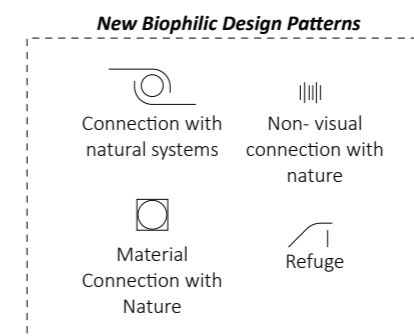 New Biophilic Design Patterns
Connection with
natural systems
Non- visual
connection with
nature
Material
Connection with
Nature
Refuge